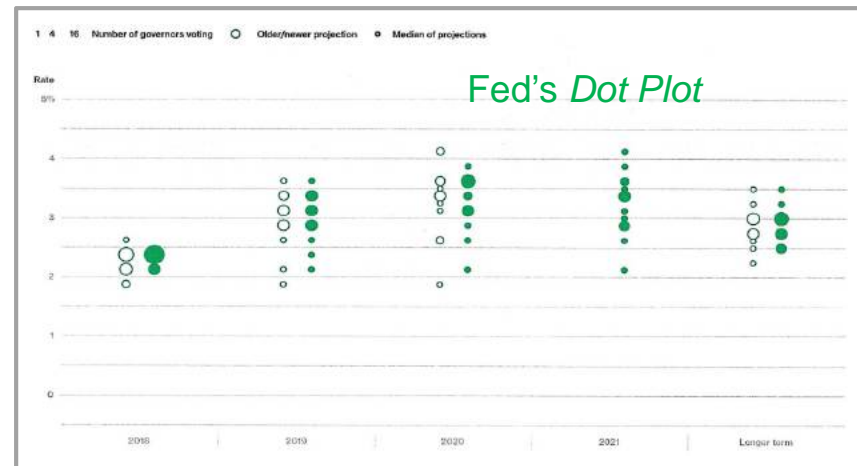 1 4 16 Number of governors voting Older/newer projection Median of projections
Fed's Dot Plot
Rate
5%
4
3
2
1
0
2018 2019 2020 2021 Longer term